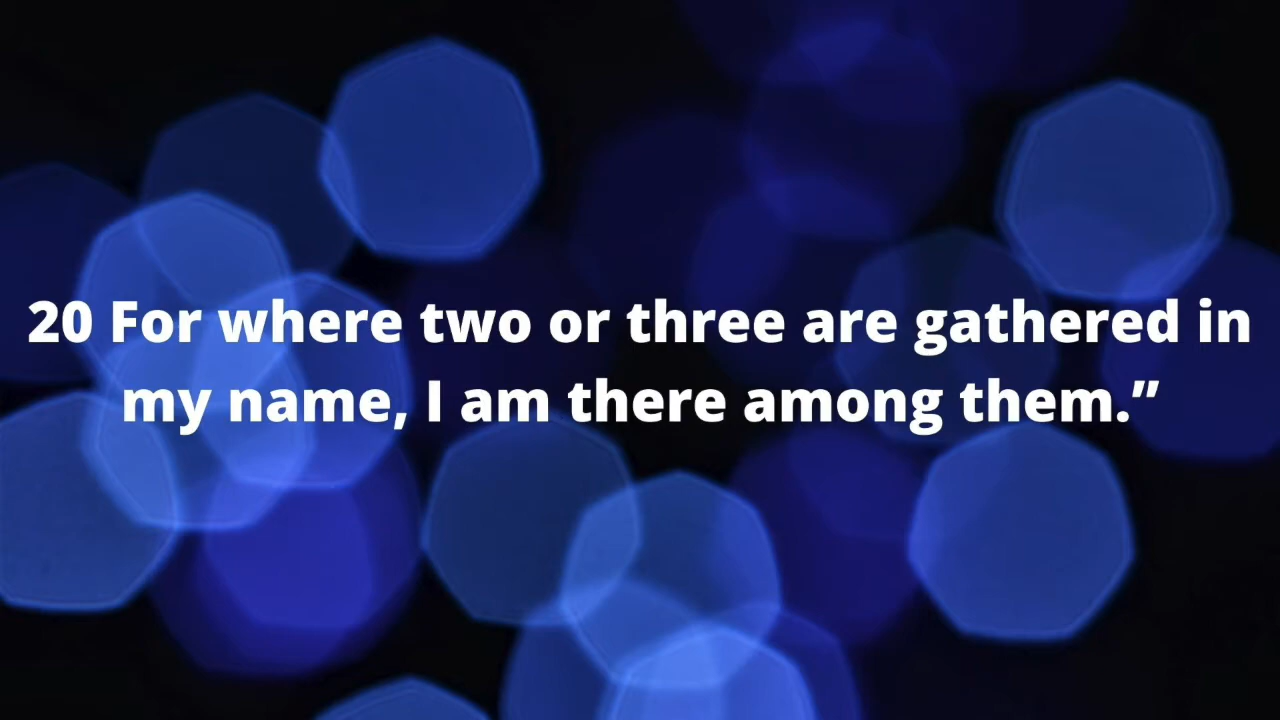 20 For where two or three are gathered in
my name, I am there among them.”